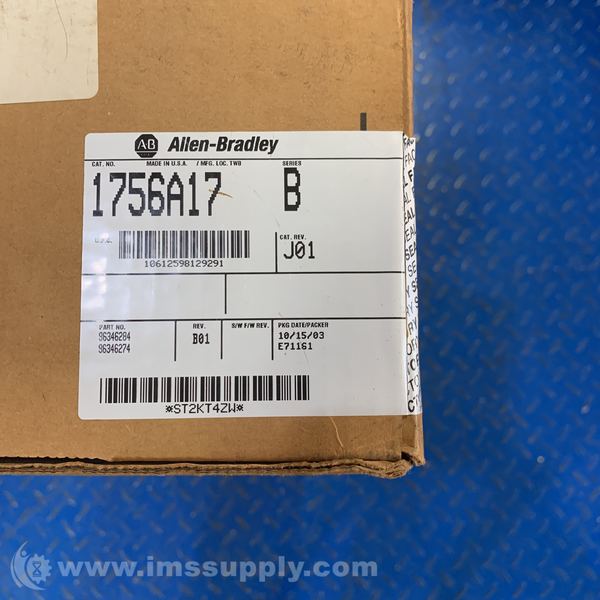 AB Allen-Bradley
CAT. NO. MADE IN U.S.A. / MFG. LOC. TWB SERIES
1756A17 B
U.P.C. CAT. REV.
10612598129291 J01
PART NO. REV. S/W F/W REV. PKG DATE/PACKER
96346284 B01 10/15/03
96346274 E71161
*ST2KT4ZW*
www.imssupply.com